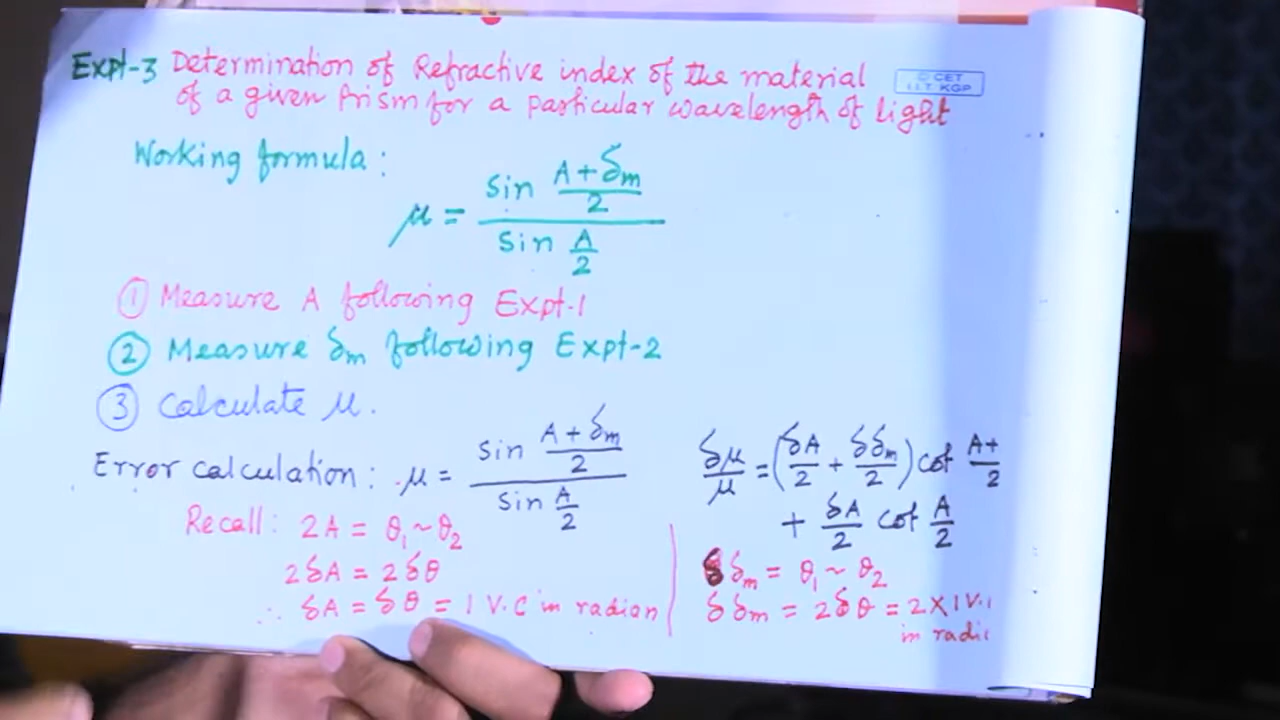 Expt-3 Determination of Refractive index of the material
of a given Prism for a particular wavelength of light
© CET
I.I.T. KGP
Working formula:
μ = sin (A+δm)/2 / sin A/2
① Measure A following Expt-1
② Measure δm following Expt-2
③ Calculate μ.
Error calculation: μ = sin (A+δm)/2 / sin A/2
Recall: 2A = θ1 ~ θ2
2δA = 2δθ
∴ δA = δθ = 1 V.C in radian
δμ/μ = (δA/2 + δδm/2) cot A+/2
+ δA/2 cot A/2
δm = θ1 ~ θ2
δδm = 2δθ = 2×1 V.
in radi